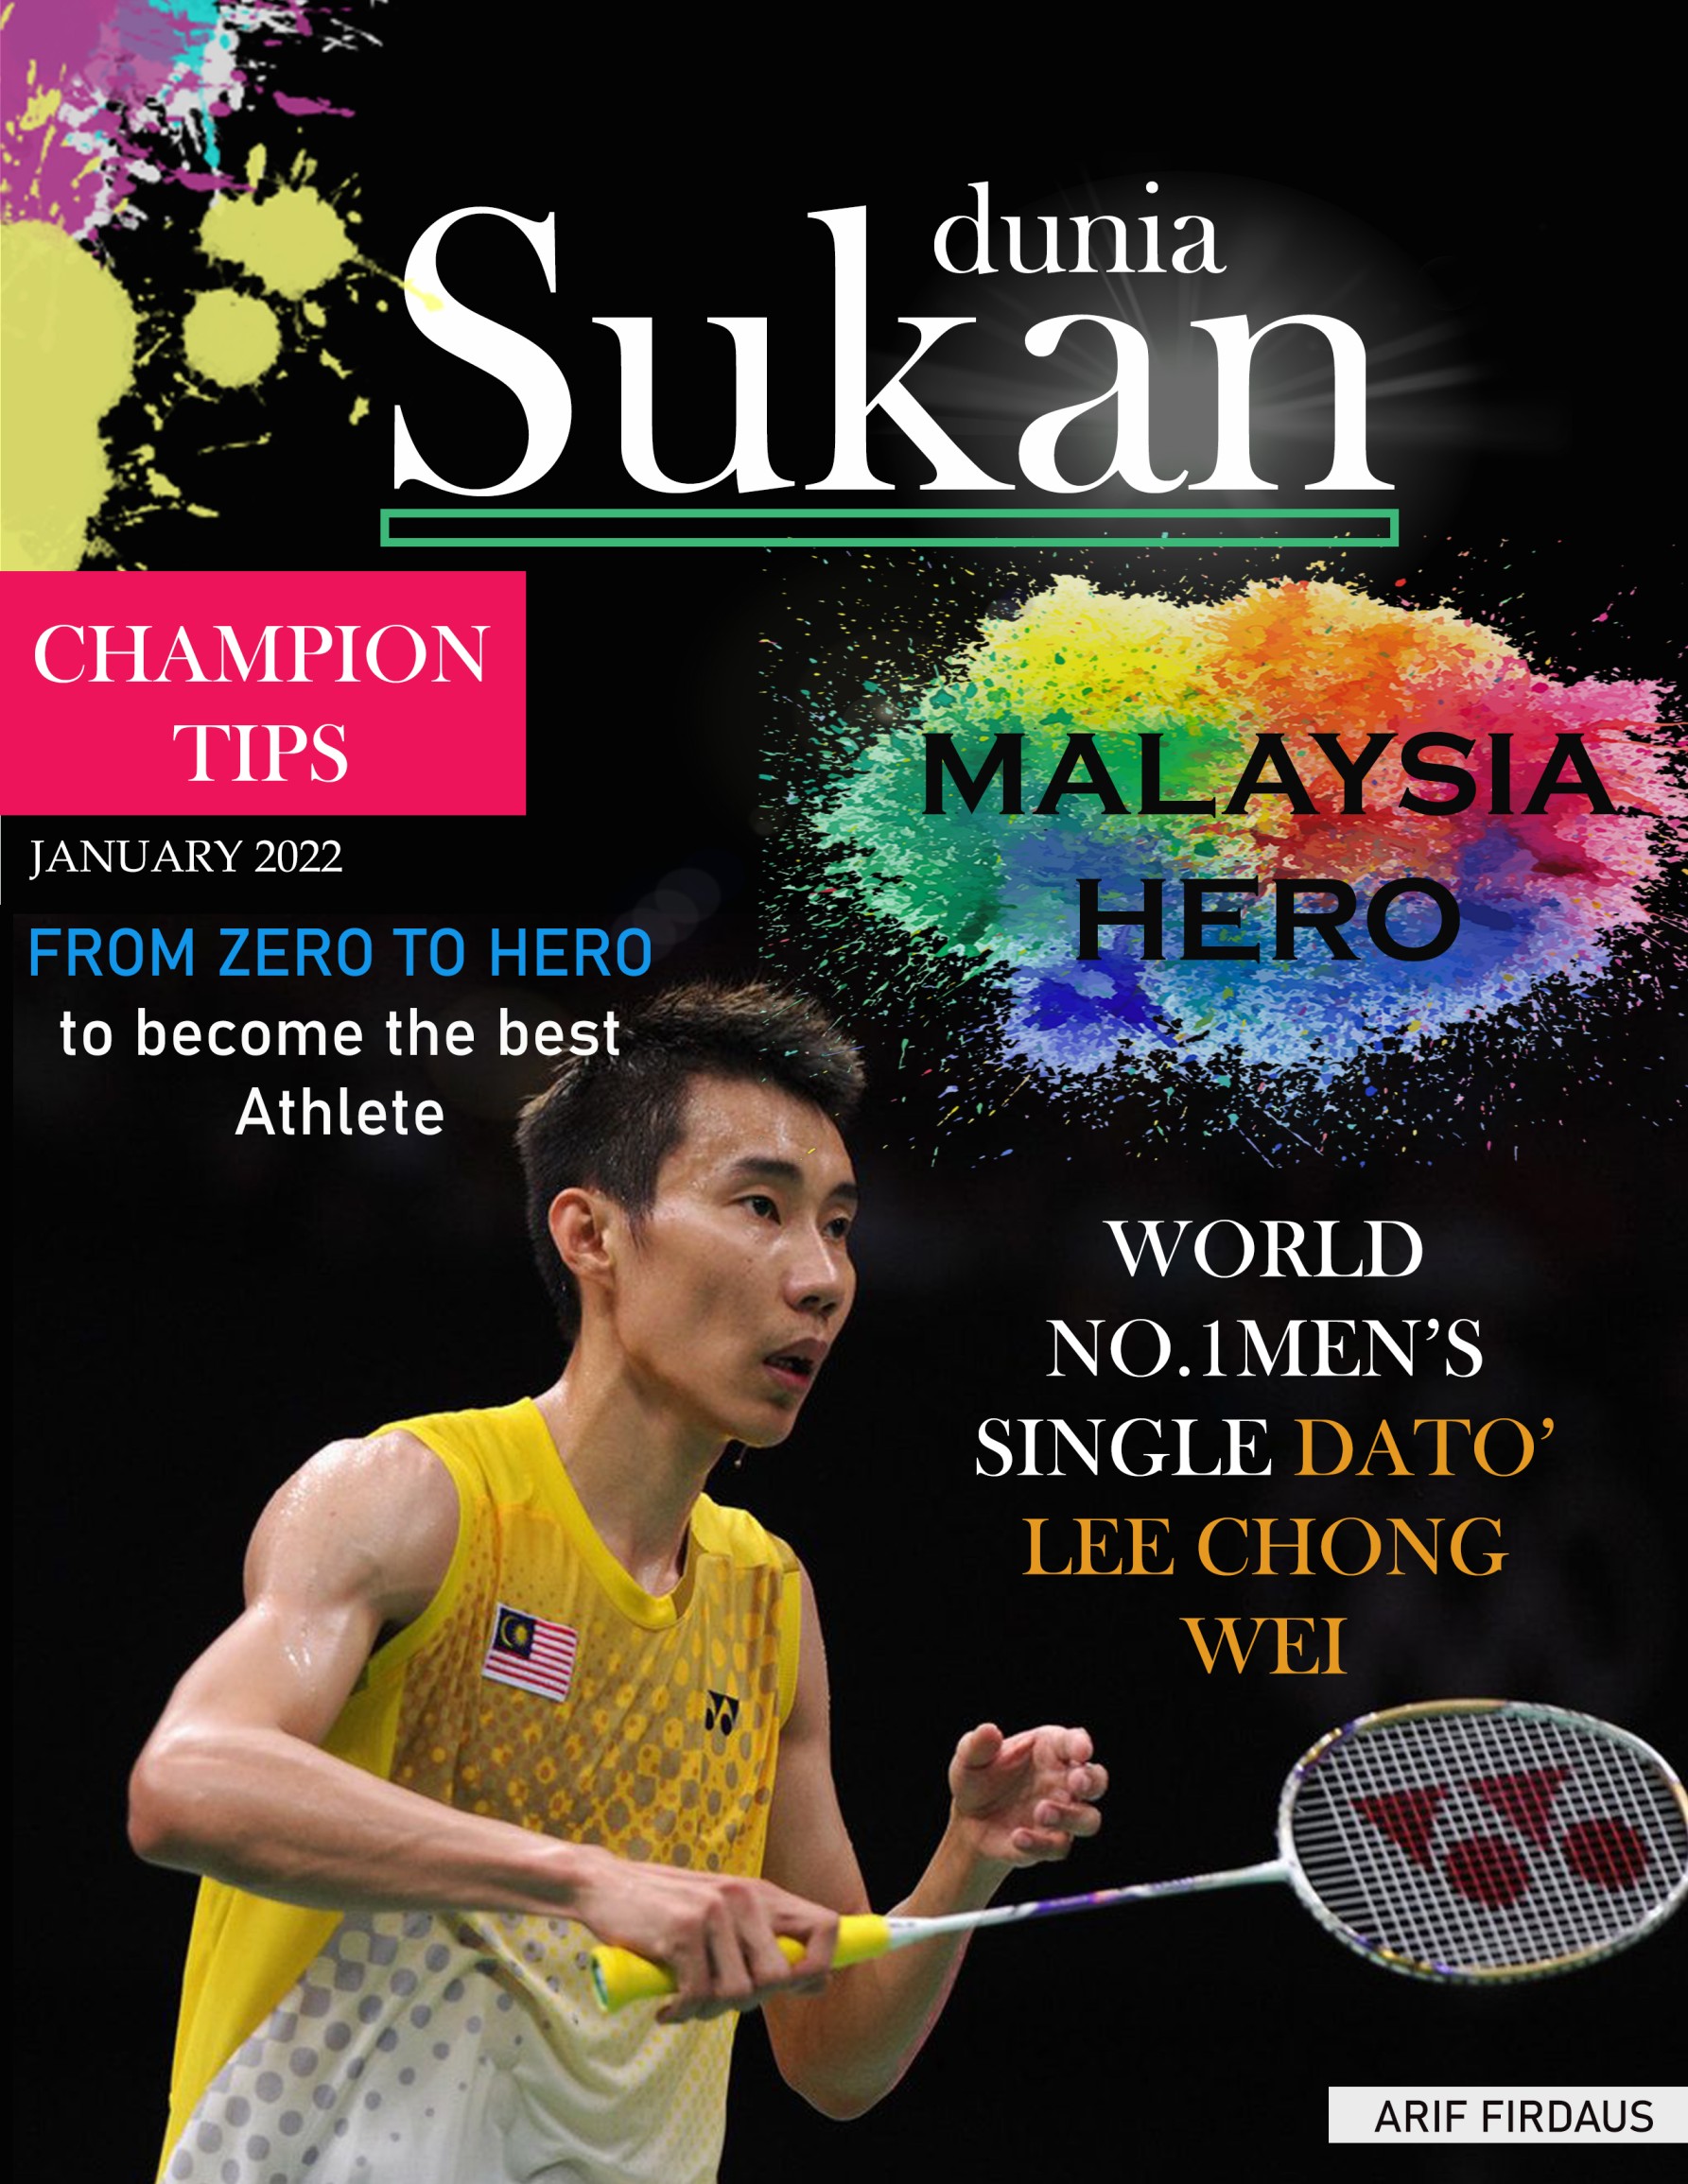 dunia
Sukan
CHAMPION
TIPS
MALAYSIA
HERO
JANUARY 2022
FROM ZERO TO HERO
to become the best
Athlete
WORLD
NO.1MEN'S
SINGLE DATO'
LEE CHONG
WEI
ARIF FIRDAUS